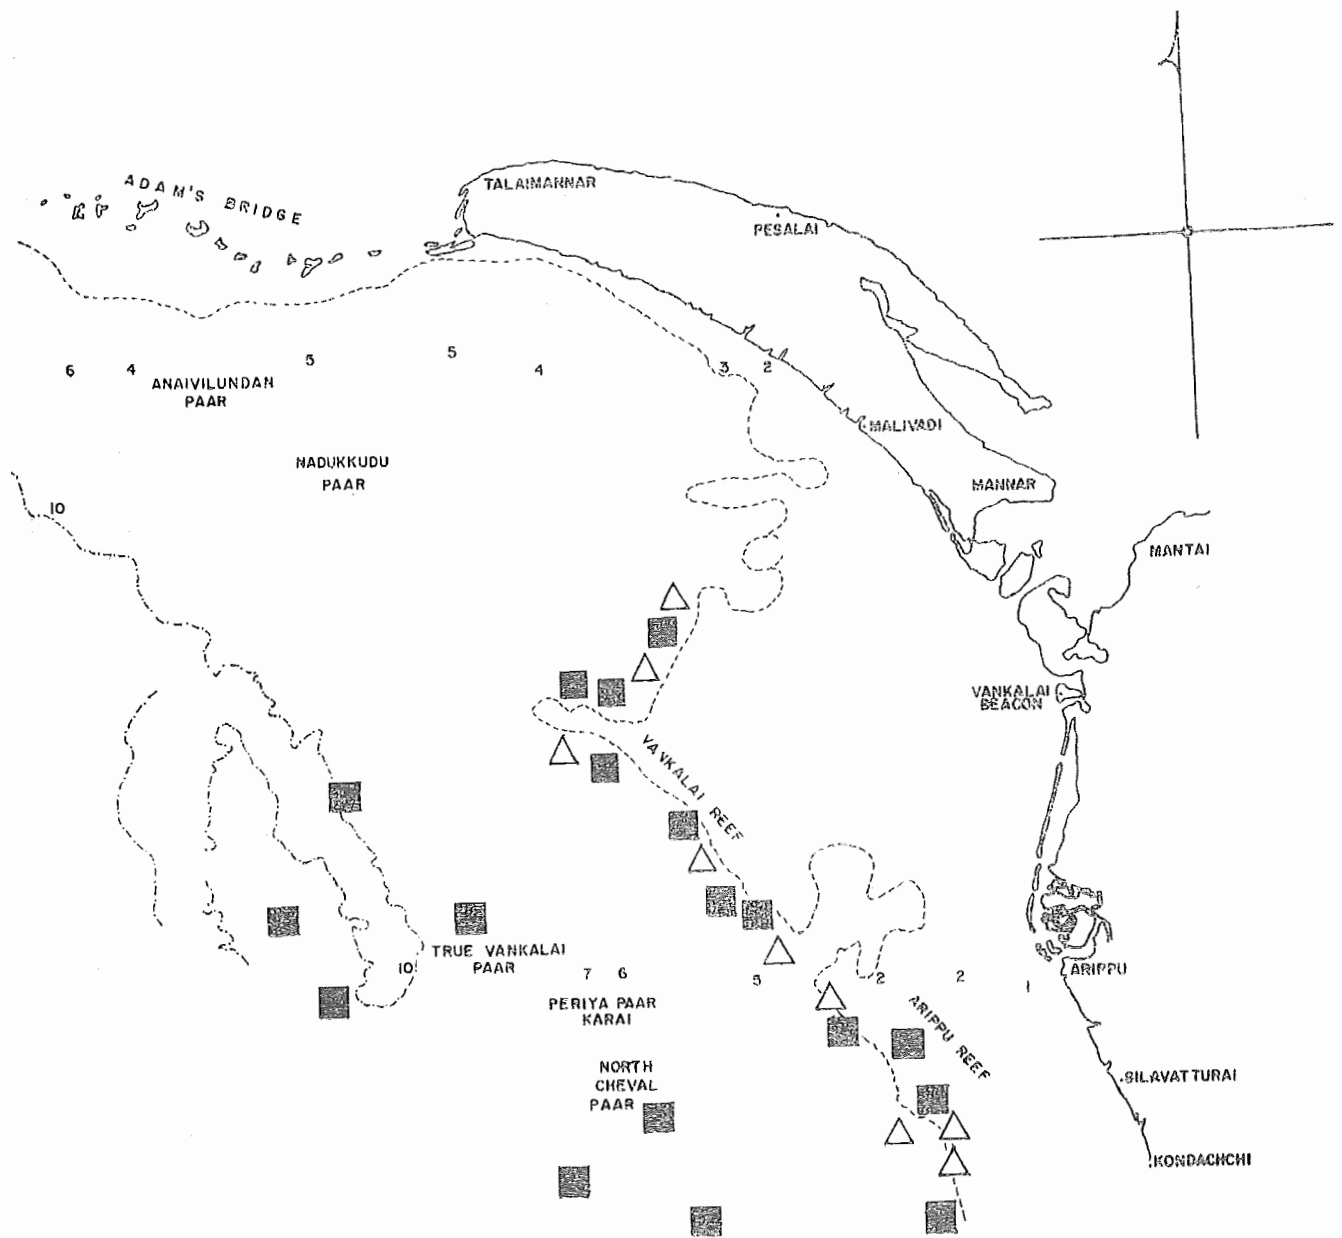 ADAM'S BRIDGE
TALAIMANNAR
PESALAI
5
5
6
4
4
3
2
ANAIVILUNDAN
PAAR
MALIVADI
NADUKKUDU
PAAR
MANNAR
10
MANTAI
VANKALAI
BEACON
VANKALAI REEF
TRUE VANKALAI
PAAR
10
7
6
5
2
2
1
ARIPPU
PERIYA PAAR
KARAI
ARIPPU REEF
NORTH
CHEVAL
PAAR
SILAVATTURAI
KONDACHCHI